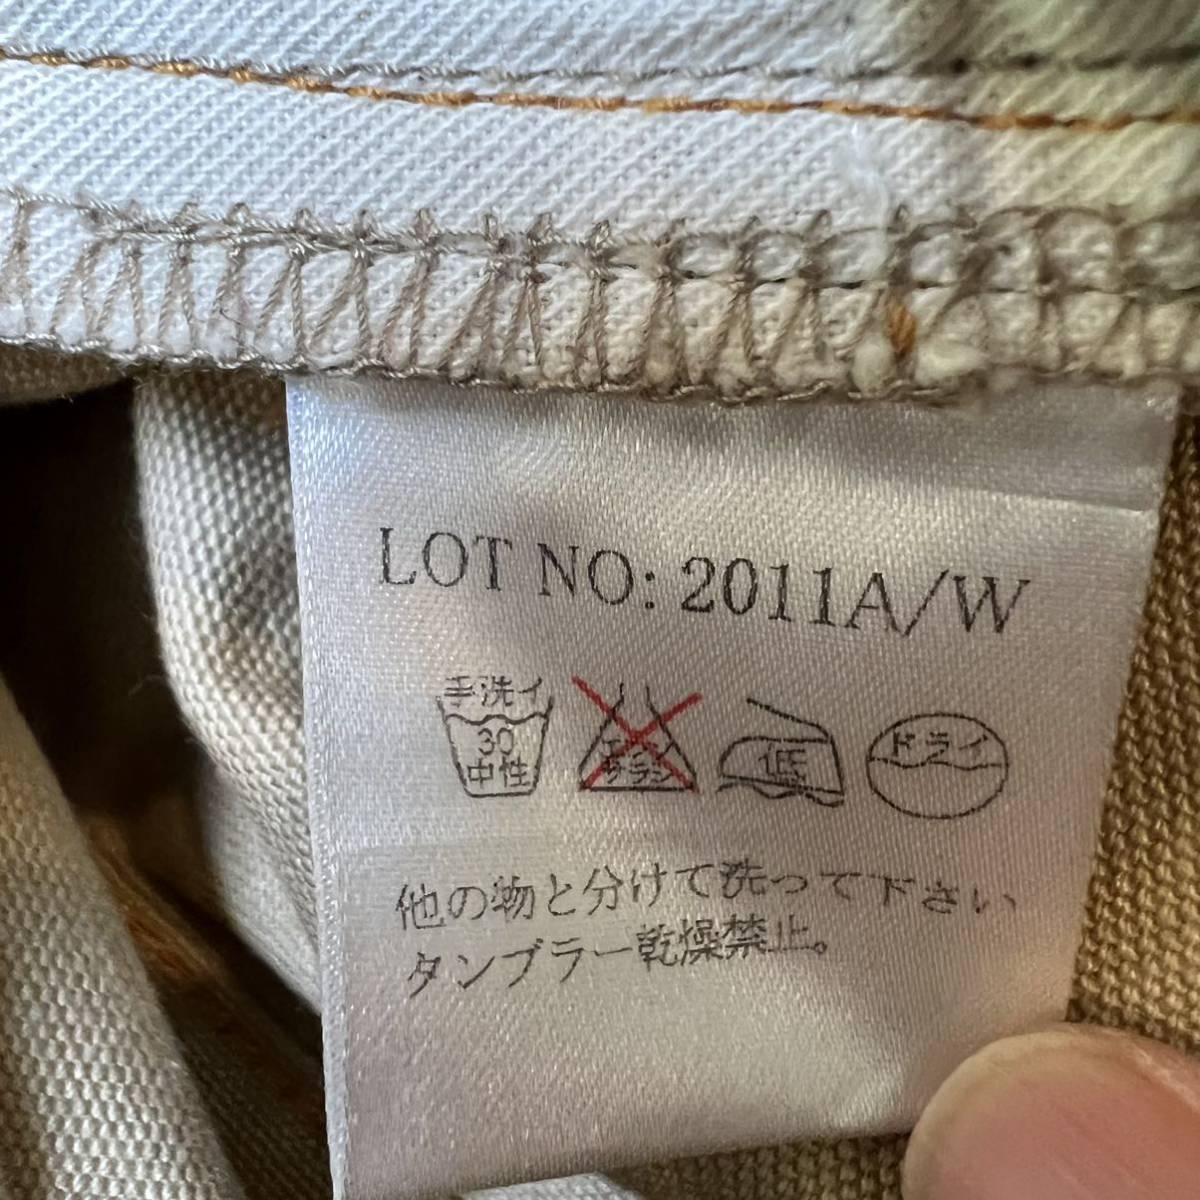 LOT NO: 2011A/W
手洗イ
30
中性
エンソ
サラシ
低
ドライ
他の物と分けて洗って下さい
タンブラー乾燥禁止。